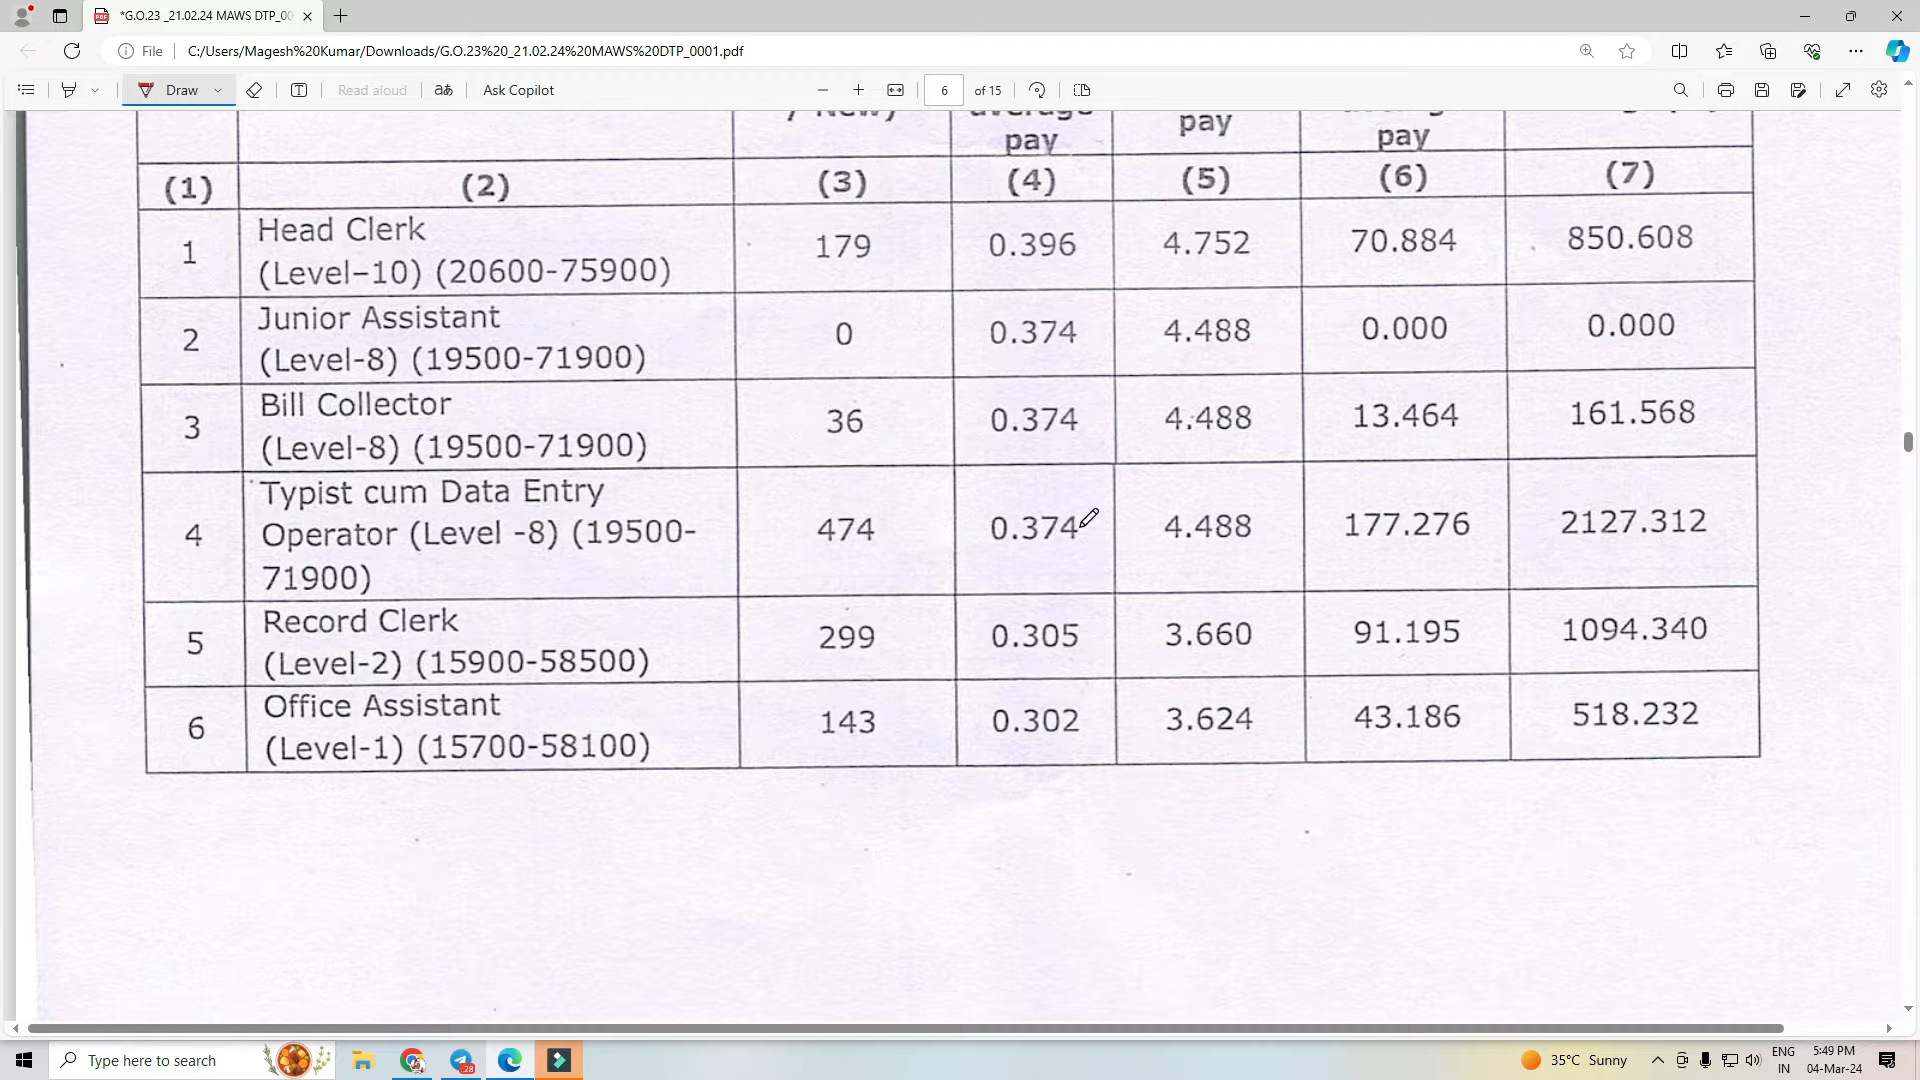 *G.O.23 _21.02.24 MAWS DTP_00
File C:/Users/Magesh%20Kumar/Downloads/G.O.23%20_21.02.24%20MAWS%20DTP_0001.pdf
Draw Read aloud Ask Copilot 6 of 15
pay pay pay
(1) (2) (3) (4) (5) (6) (7)
1 Head Clerk 179 0.396 4.752 70.884 850.608
(Level–10) (20600-75900)
2 Junior Assistant 0 0.374 4.488 0.000 0.000
(Level-8) (19500-71900)
3 Bill Collector 36 0.374 4.488 13.464 161.568
(Level-8) (19500-71900)
Typist cum Data Entry
4 Operator (Level -8) (19500- 474 0.374 4.488 177.276 2127.312
71900)
5 Record Clerk 299 0.305 3.660 91.195 1094.340
(Level-2) (15900-58500)
6 Office Assistant 143 0.302 3.624 43.186 518.232
(Level-1) (15700-58100)
Type here to search 28 35°C Sunny ENG 5:49 PM
IN 04-Mar-24